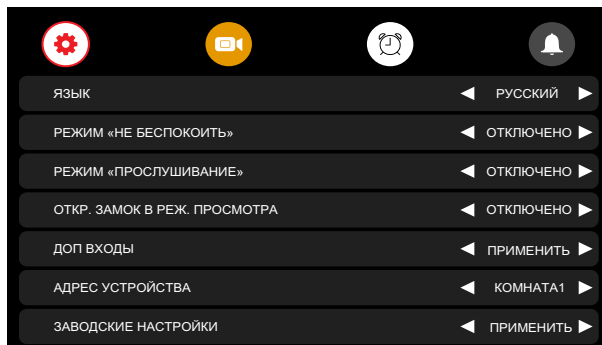 ЯЗЫК РУССКИЙ
РЕЖИМ «НЕ БЕСПОКОИТЬ» ОТКЛЮЧЕНО
РЕЖИМ «ПРОСЛУШИВАНИЕ» ОТКЛЮЧЕНО
ОТКР. ЗАМОК В РЕЖ. ПРОСМОТРА ОТКЛЮЧЕНО
ДОП ВХОДЫ ПРИМЕНИТЬ
АДРЕС УСТРОЙСТВА КОМНАТА1
ЗАВОДСКИЕ НАСТРОЙКИ ПРИМЕНИТЬ